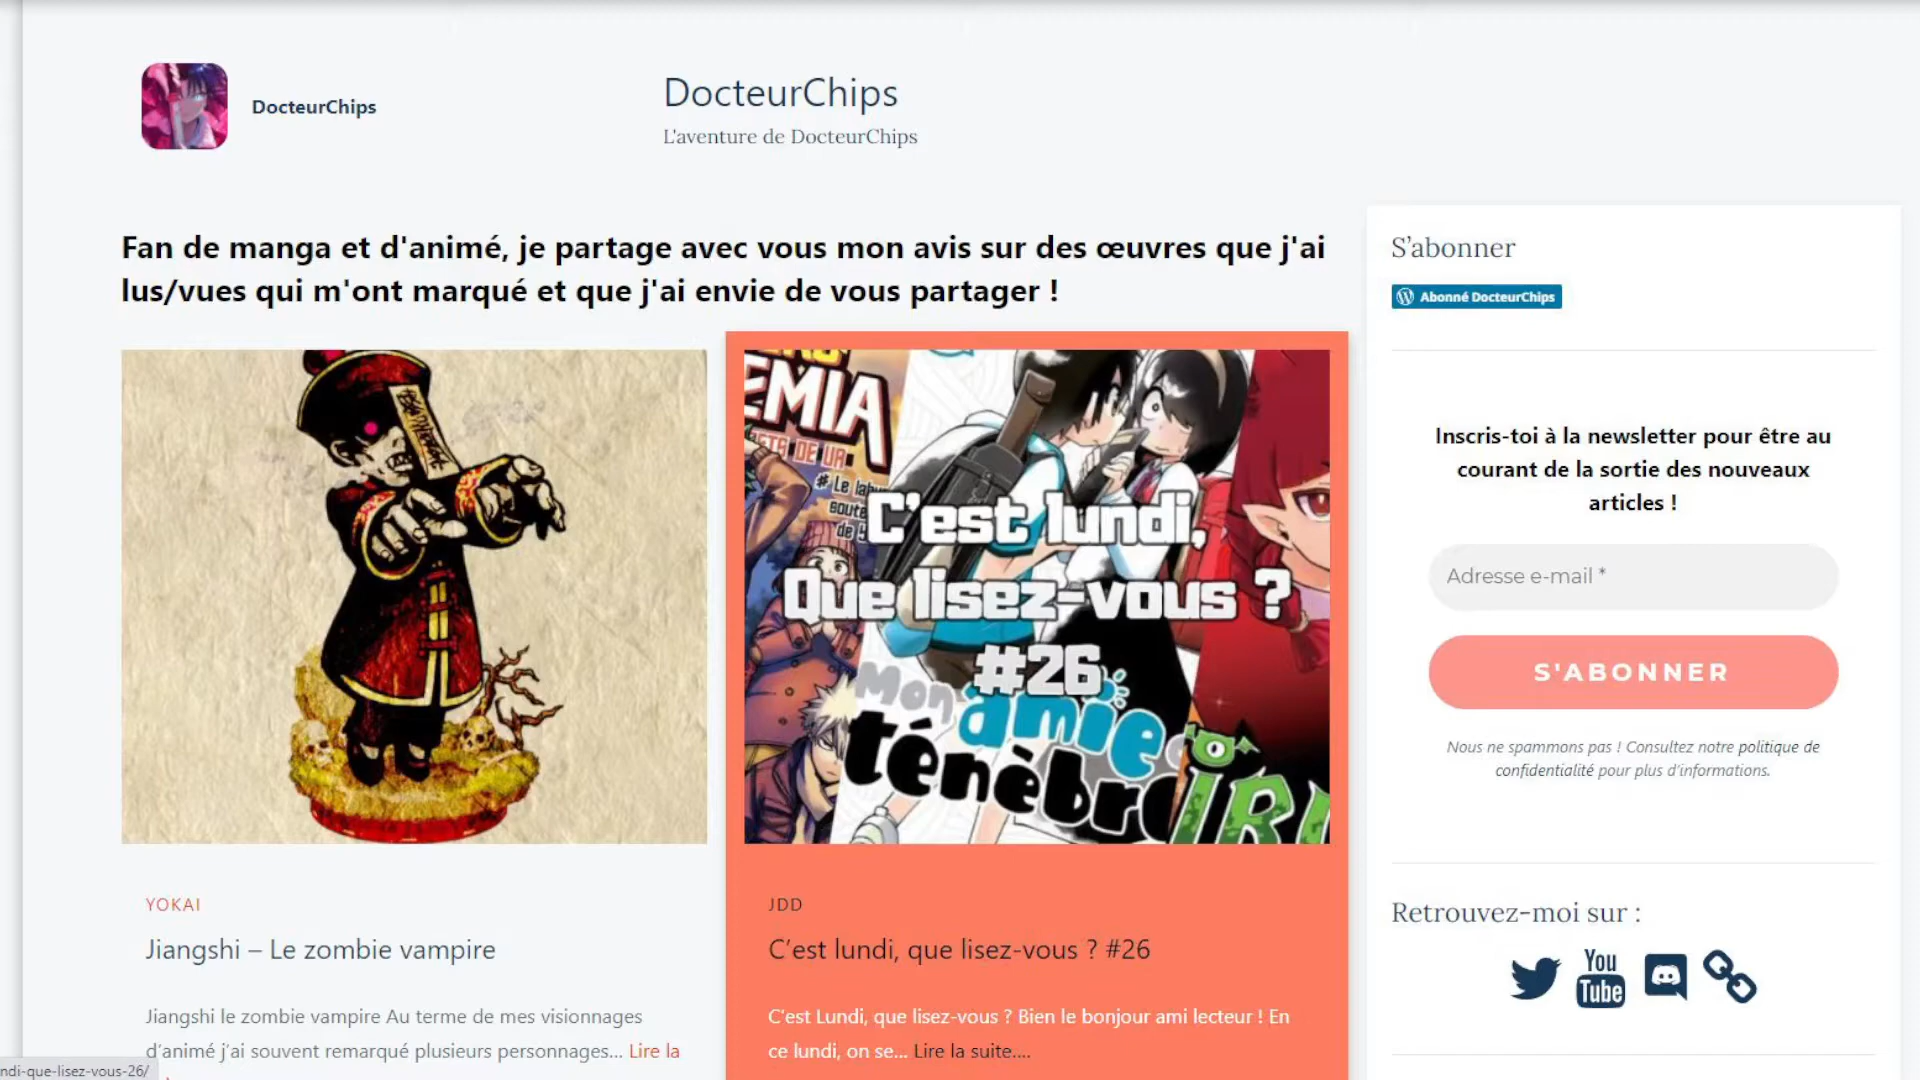 DocteurChips
DocteurChips
L'aventure de DocteurChips
Fan de manga et d'animé, je partage avec vous mon avis sur des œuvres que j'ai
lus/vues qui m'ont marqué et que j'ai envie de vous partager !
EMIA
DE UA
# Le
de
C'est lundi,
Que lisez-vous ?
#26
Mon
amie
YOKAI
Jiangshi – Le zombie vampire
Jiangshi le zombie vampire Au terme de mes visionnages
d'animé j'ai souvent remarqué plusieurs personnages... Lire la
JDD
C'est lundi, que lisez-vous ? #26
C'est Lundi, que lisez-vous ? Bien le bonjour ami lecteur ! En
ce lundi, on se... Lire la suite....
S'abonner
Abonné DocteurChips
Inscris-toi à la newsletter pour être au
courant de la sortie des nouveaux
articles !
Adresse e-mail *
S'ABONNER
Nous ne spammons pas ! Consultez notre politique de
confidentialité pour plus d'informations.
Retrouvez-moi sur :
You
Tube
ndi-que-lisez-vous-26/